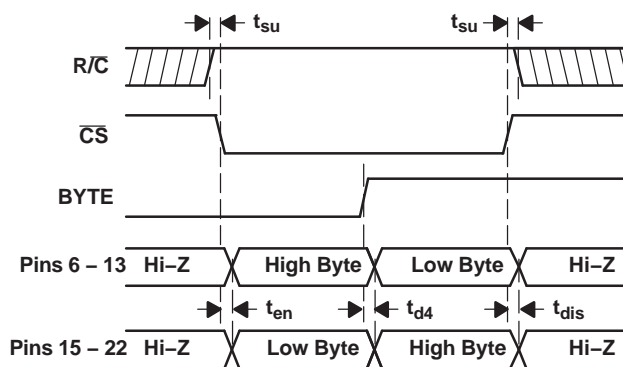 tsu tsu
R/C̅
C̅S̅
BYTE
Pins 6 – 13 Hi–Z High Byte Low Byte Hi–Z
ten td4 tdis
Pins 15 – 22 Hi–Z Low Byte High Byte Hi–Z